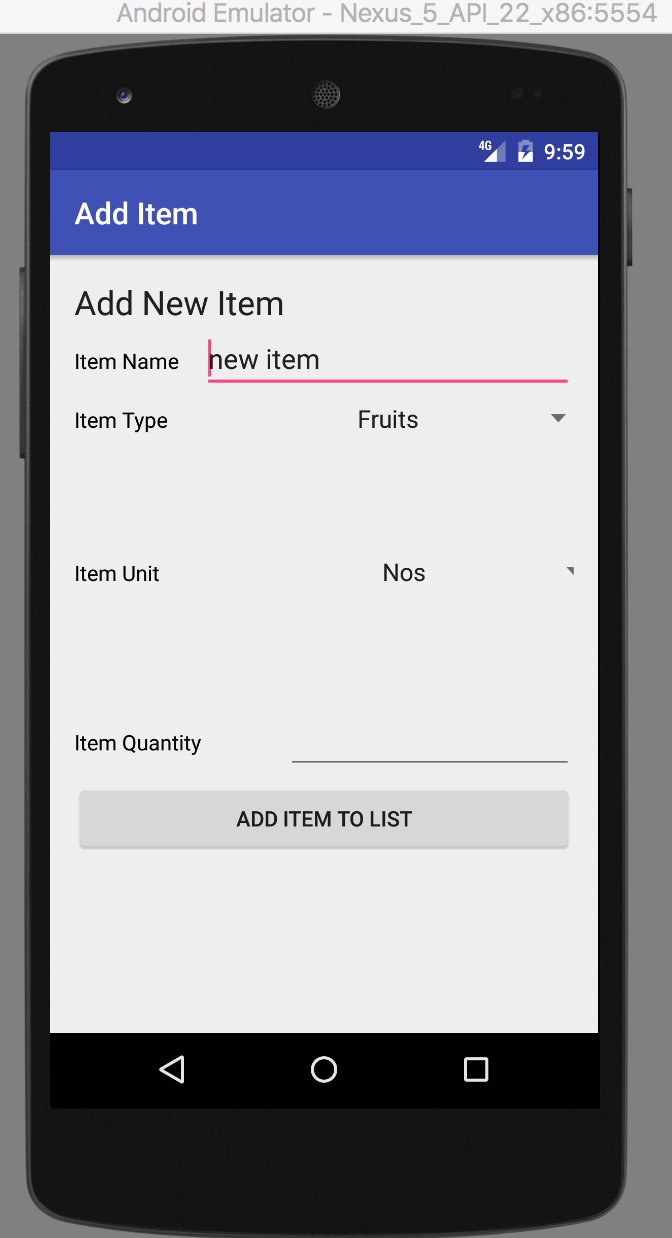 Android Emulator - Nexus_5_API_22_x86:5554
4G 9:59
Add Item
Add New Item
Item Name new item
Item Type Fruits
Item Unit Nos
Item Quantity
ADD ITEM TO LIST